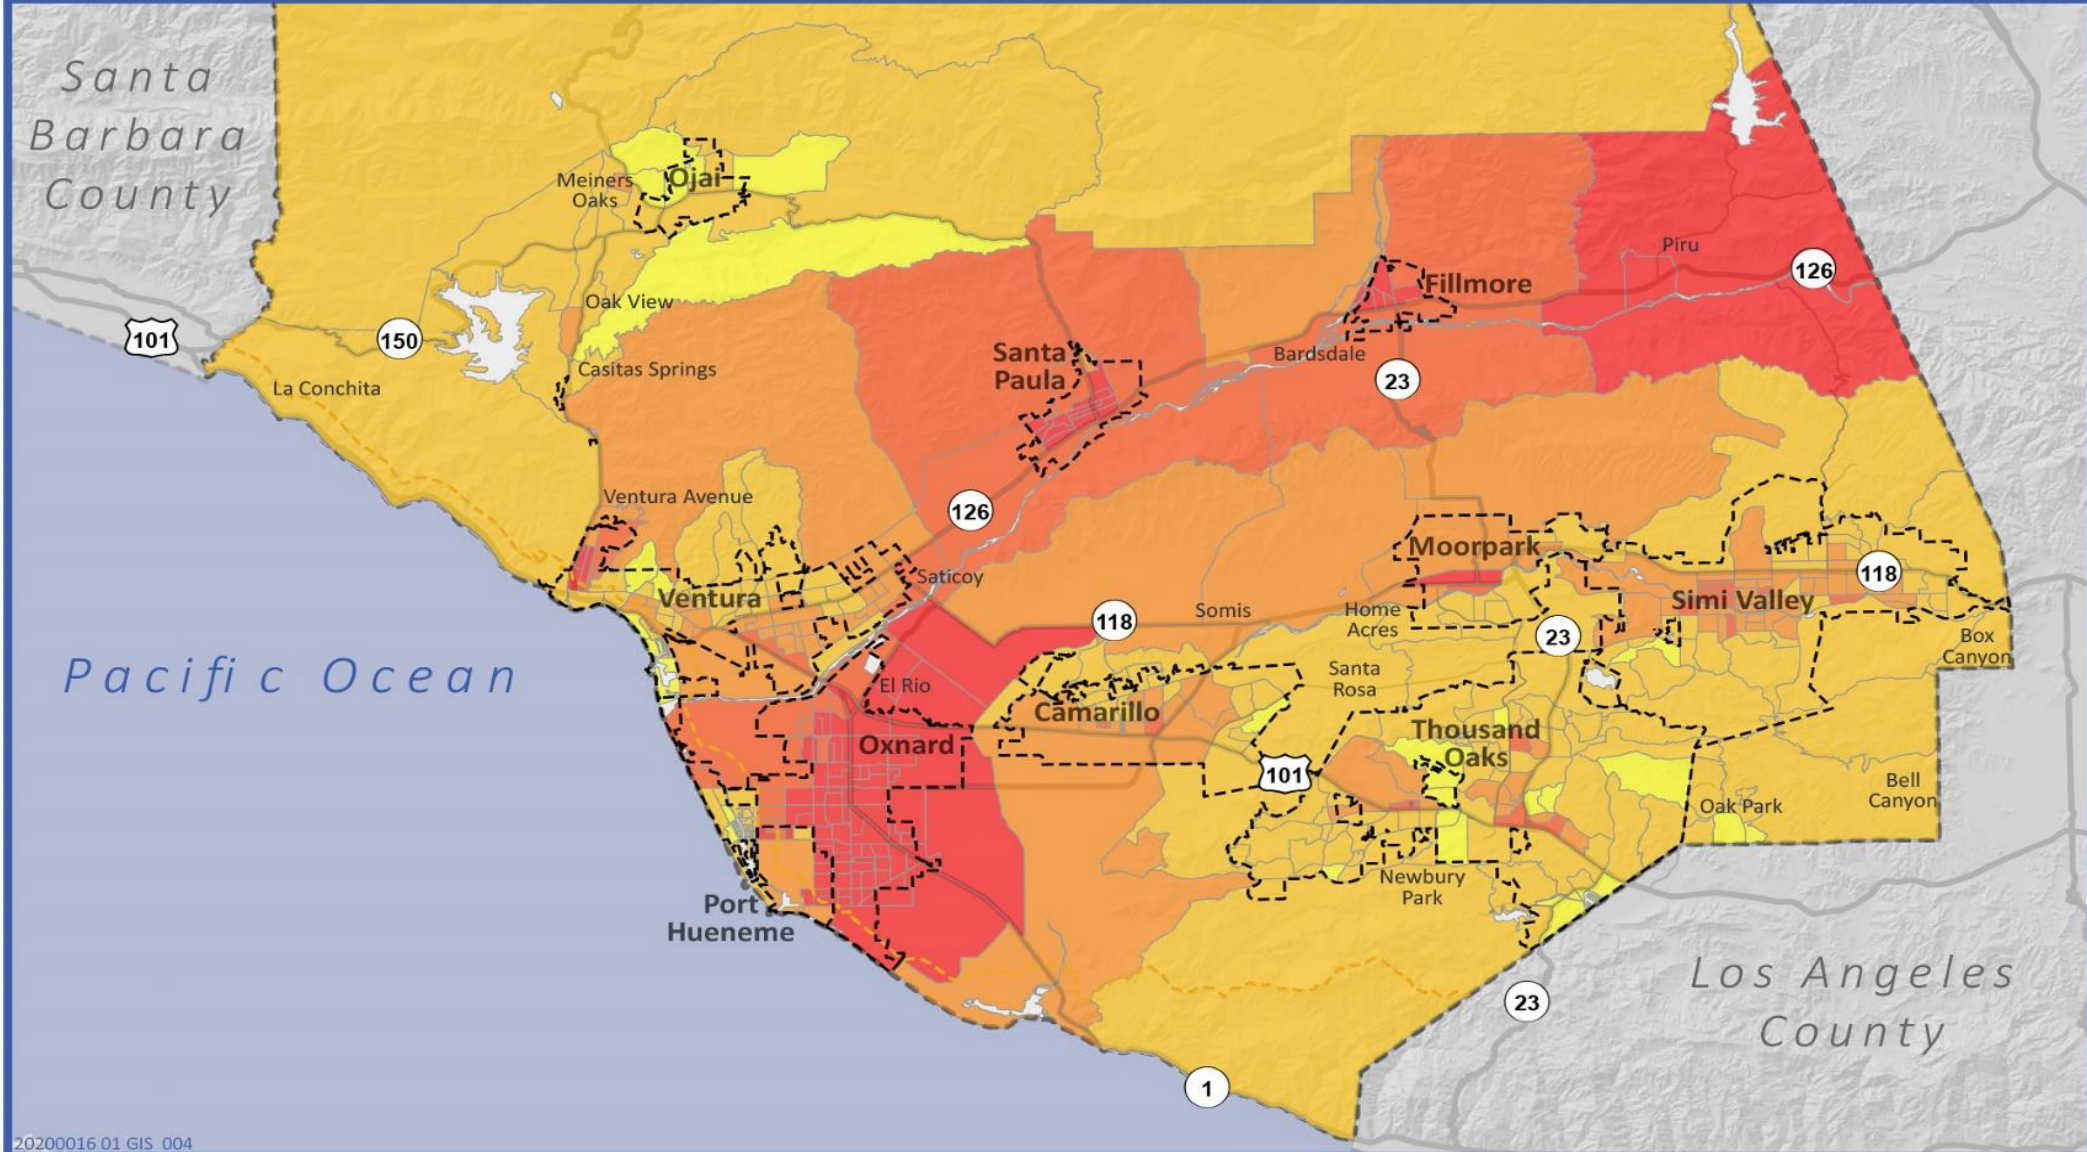 Santa
Barbara
County
Meiners
Oaks
Ojai
Piru
126
Oak View
Fillmore
101
150
Santa
Paula
Bardsdale
Casitas Springs
23
La Conchita
Ventura Avenue
126
Moorpark
Saticoy
118
Ventura
Somis
Home
Acres
Simi Valley
118
23
Box
Canyon
Pacific Ocean
El Rio
Santa
Rosa
Camarillo
Oxnard
Thousand
Oaks
101
Oak Park
Bell
Canyon
Newbury
Park
Port
Hueneme
Los Angeles
County
23
1
20200016 01 GIS 004